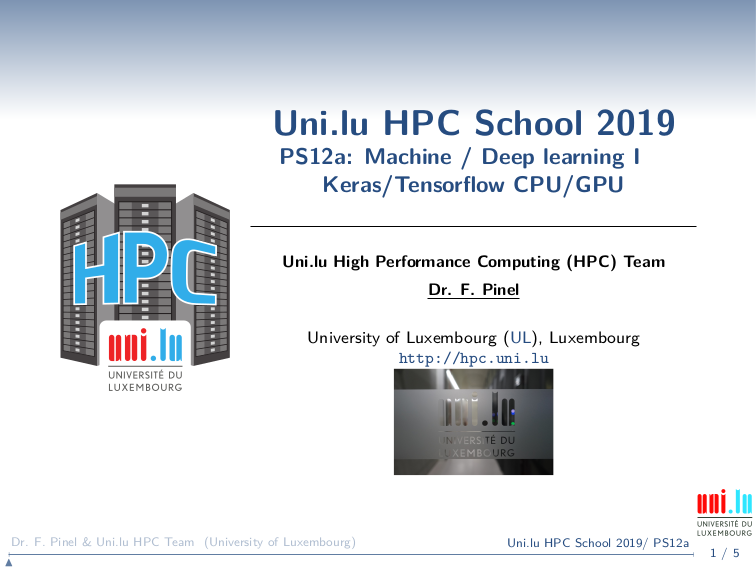 Uni.lu HPC School 2019
PS12a: Machine / Deep learning I
Keras/Tensorflow CPU/GPU
HPC
uni.lu
UNIVERSITÉ DU
LUXEMBOURG
Uni.lu High Performance Computing (HPC) Team
Dr. F. Pinel
University of Luxembourg (UL), Luxembourg
http://hpc.uni.lu
uni.lu
UNIVERSITÉ DU
LUXEMBOURG
uni.lu
UNIVERSITÉ DU
LUXEMBOURG
Dr. F. Pinel & Uni.lu HPC Team (University of Luxembourg)
Uni.lu HPC School 2019/ PS12a
1 / 5